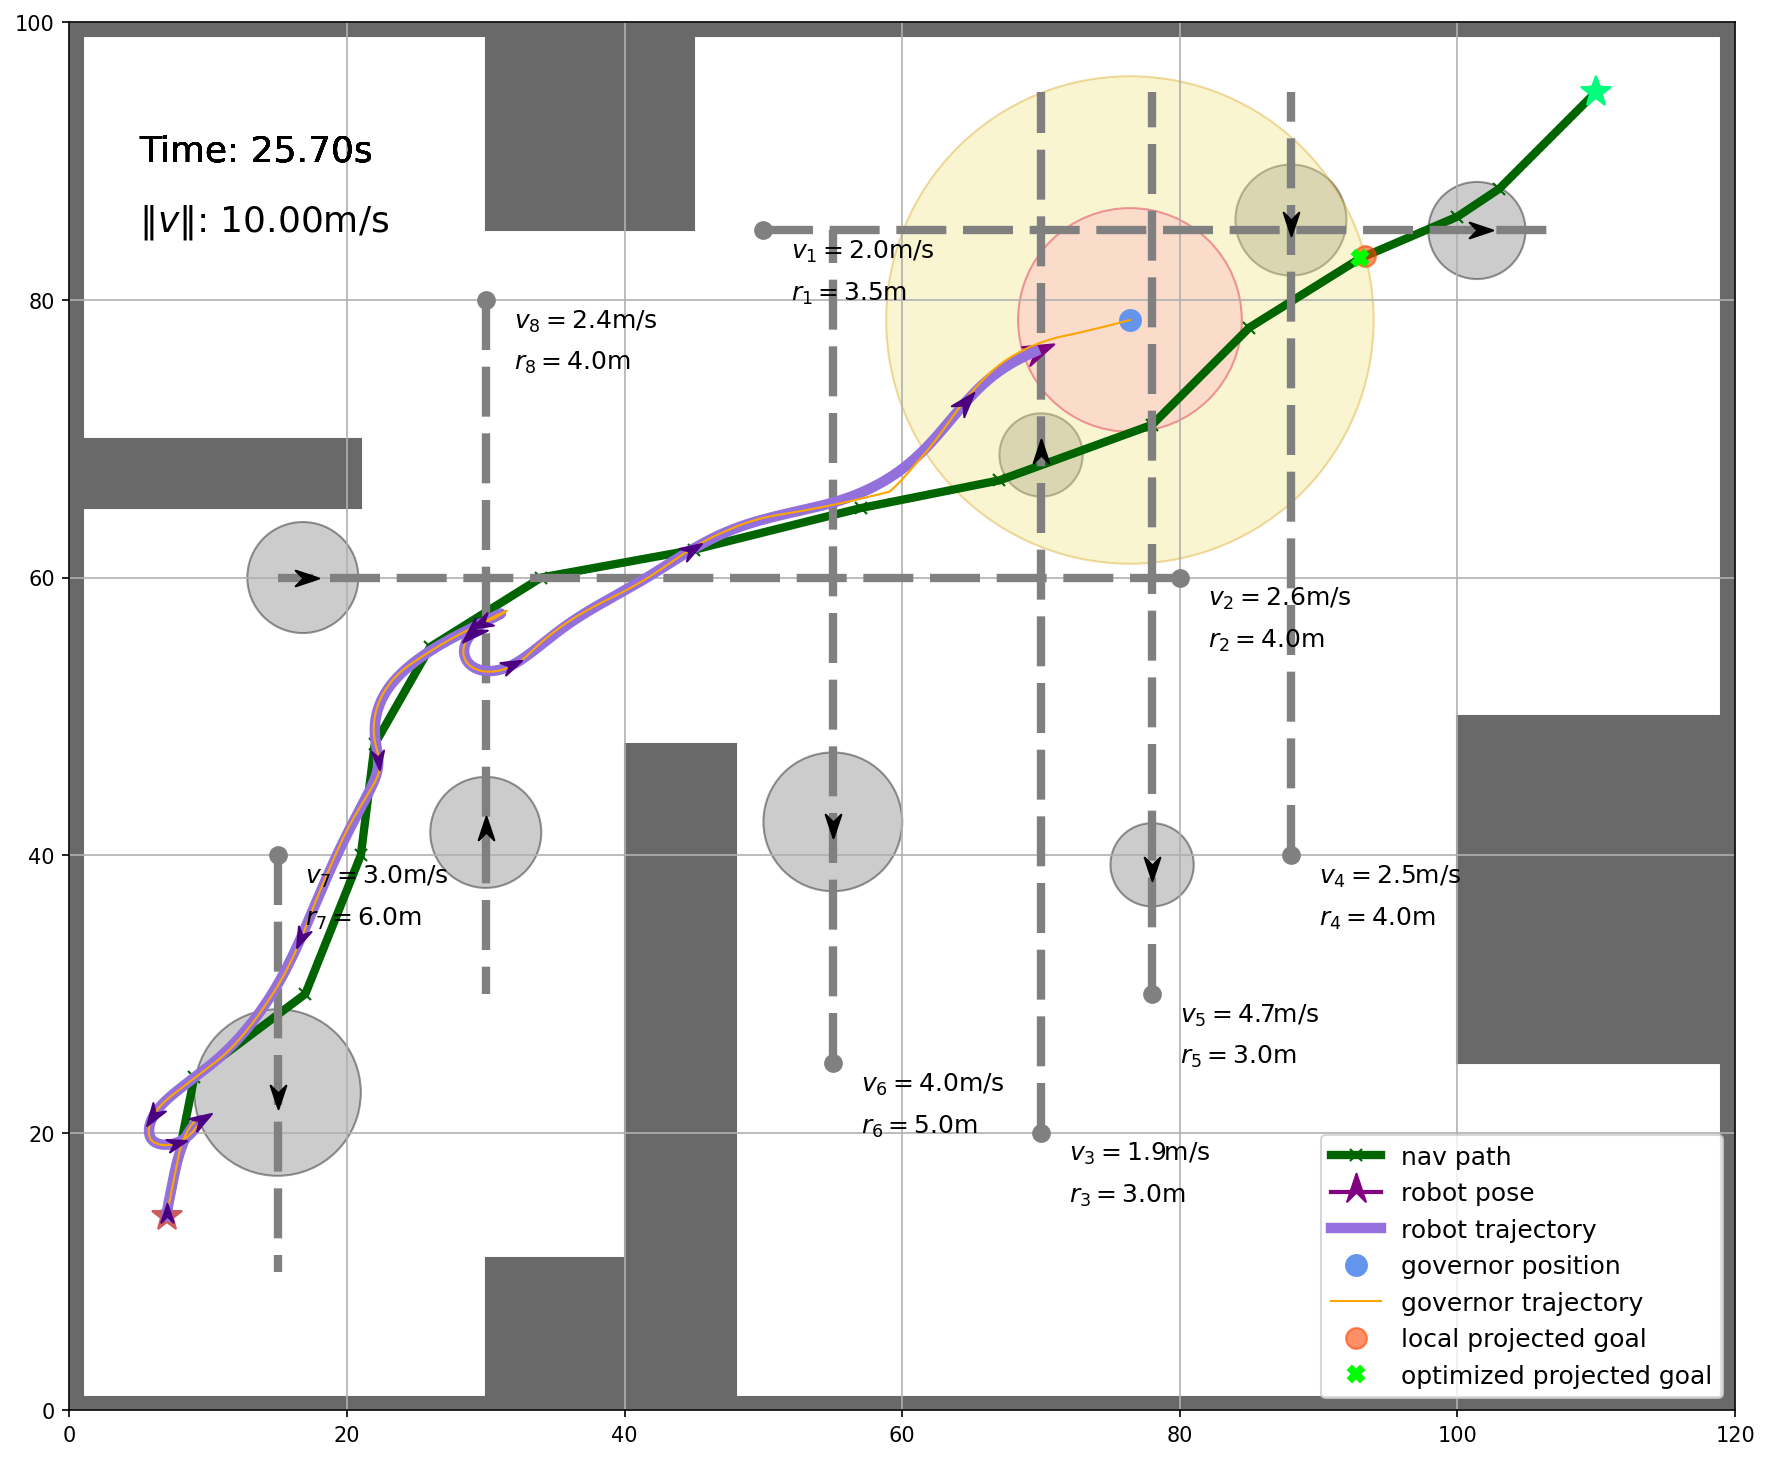 100
80
60
40
20
0
Time: 25.70s
‖v‖: 10.00m/s
v₁ = 2.0m/s
r₁ = 3.5m
v₈ = 2.4m/s
r₈ = 4.0m
v₂ = 2.6m/s
r₂ = 4.0m
v₇ = 3.0m/s
r₇ = 6.0m
v₄ = 2.5m/s
r₄ = 4.0m
v₅ = 4.7m/s
r₅ = 3.0m
v₆ = 4.0m/s
r₆ = 5.0m
v₃ = 1.9m/s
r₃ = 3.0m
nav path
robot pose
robot trajectory
governor position
governor trajectory
local projected goal
optimized projected goal
0 20 40 60 80 100 120